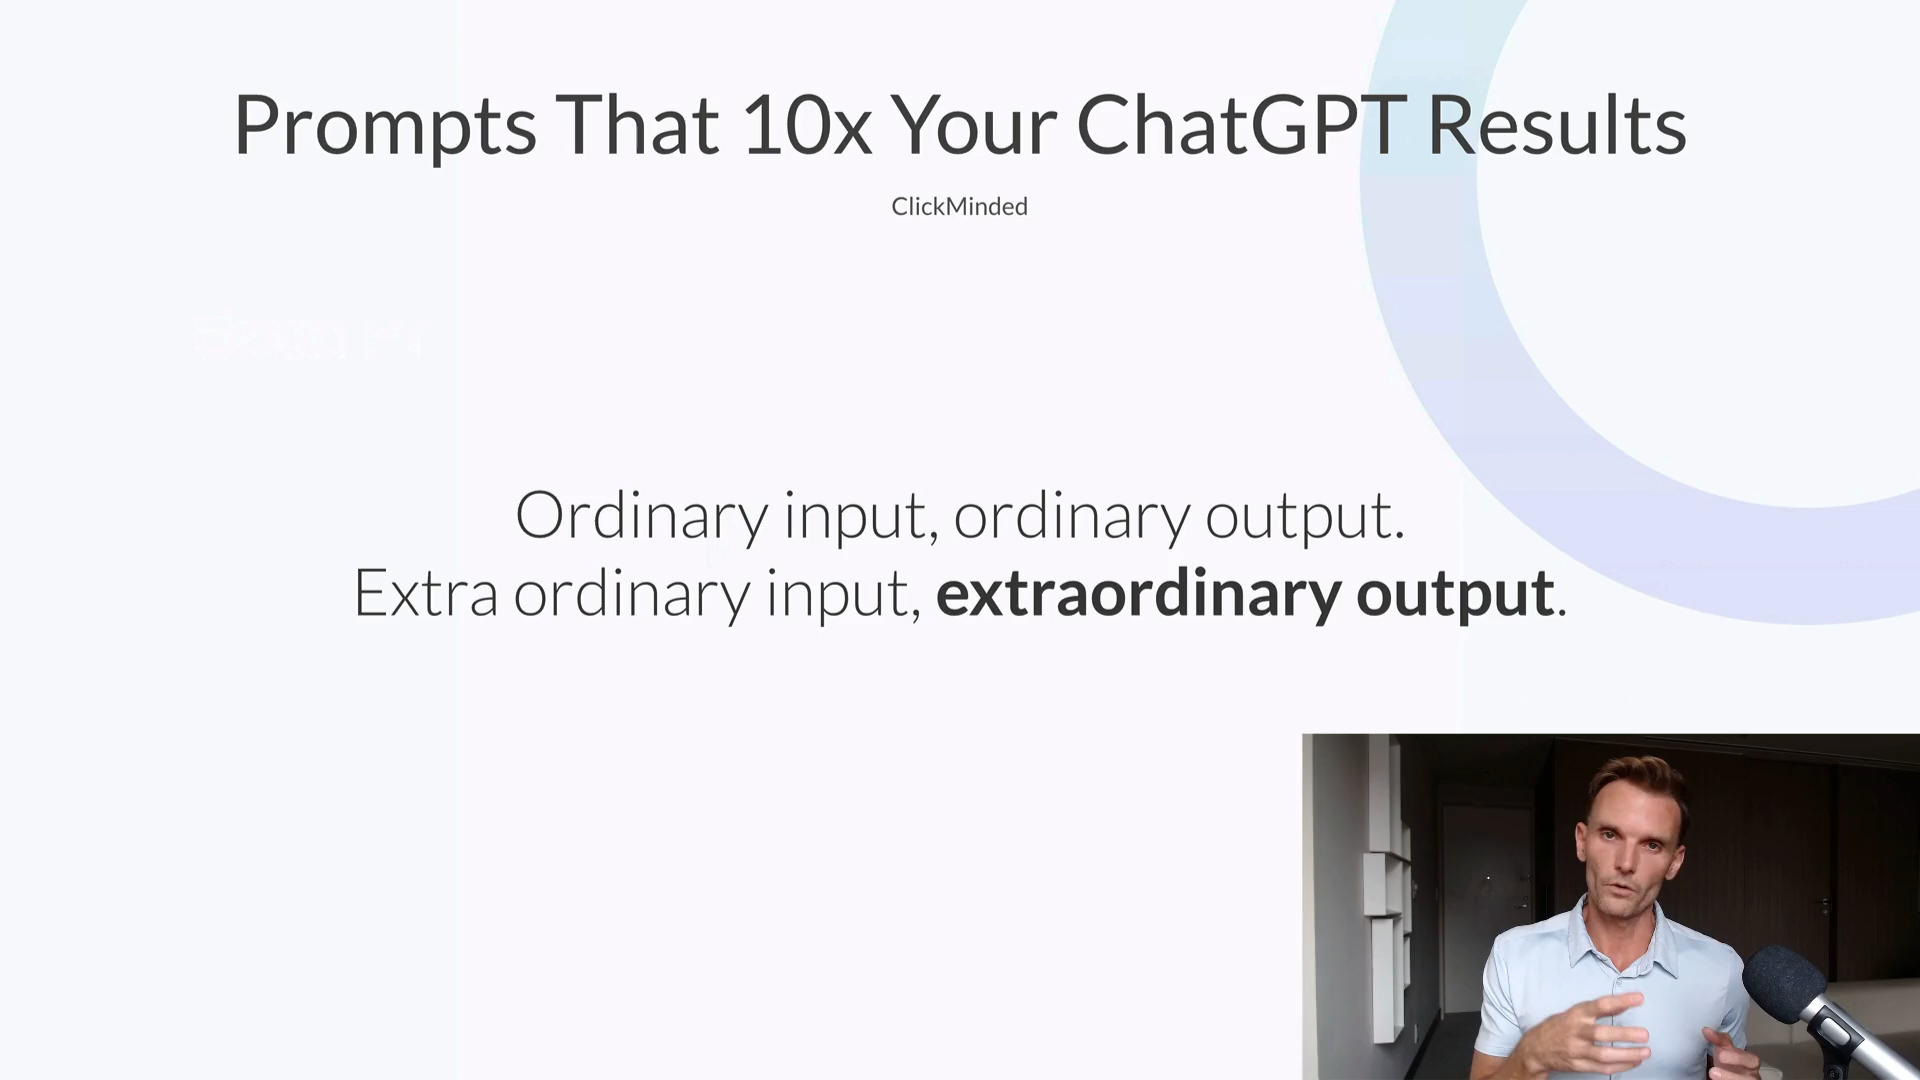 Prompts That 10x Your ChatGPT Results
ClickMinded
Ordinary input, ordinary output.
Extra ordinary input, extraordinary output.